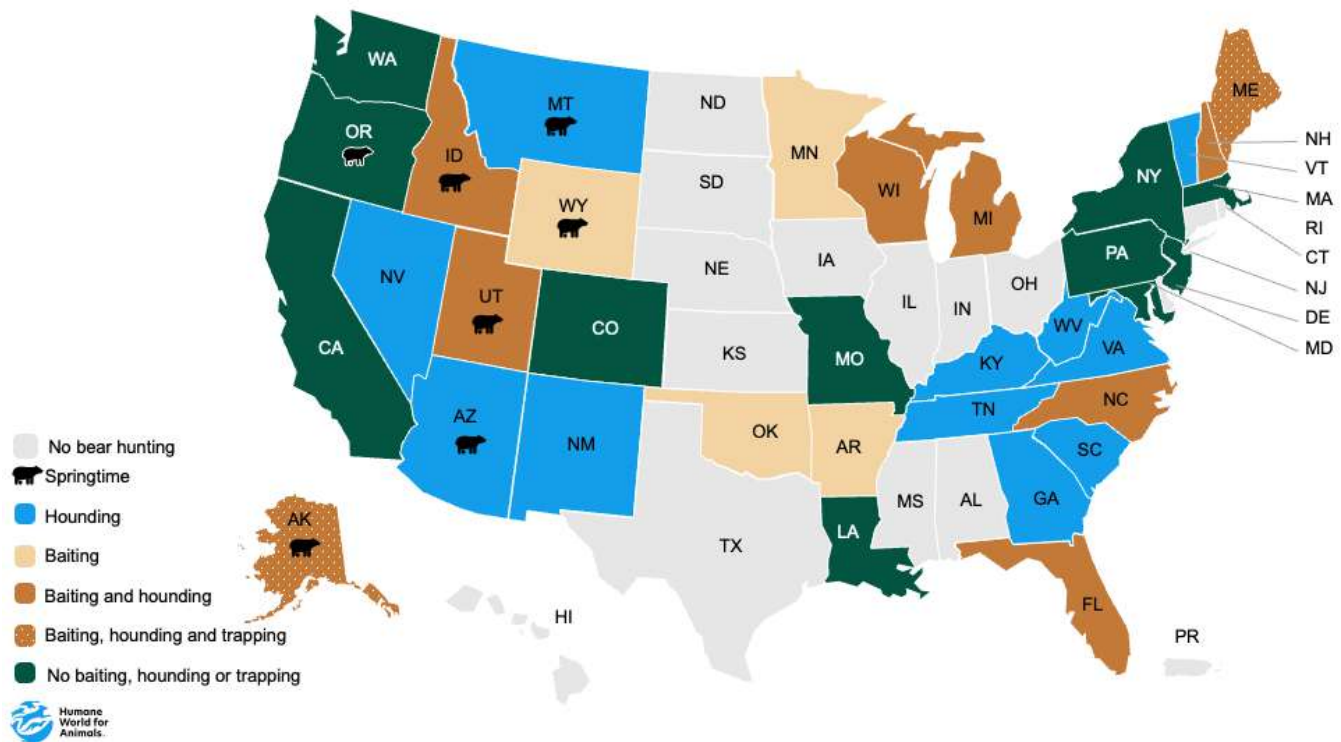 WA
MT
ND
MN
ME
OR
ID
SD
WI
MI
NY
NH
VT
MA
RI
CT
NJ
DE
MD
WY
NE
IA
PA
NV
UT
CO
IL
IN
OH
CA
KS
MO
KY
WV
VA
AZ
NM
OK
AR
TN
NC
SC
MS
AL
GA
LA
TX
FL
AK
HI
PR
No bear hunting
Springtime
Hounding
Baiting
Baiting and hounding
Baiting, hounding and trapping
No baiting, hounding or trapping
Humane
World for
Animals.